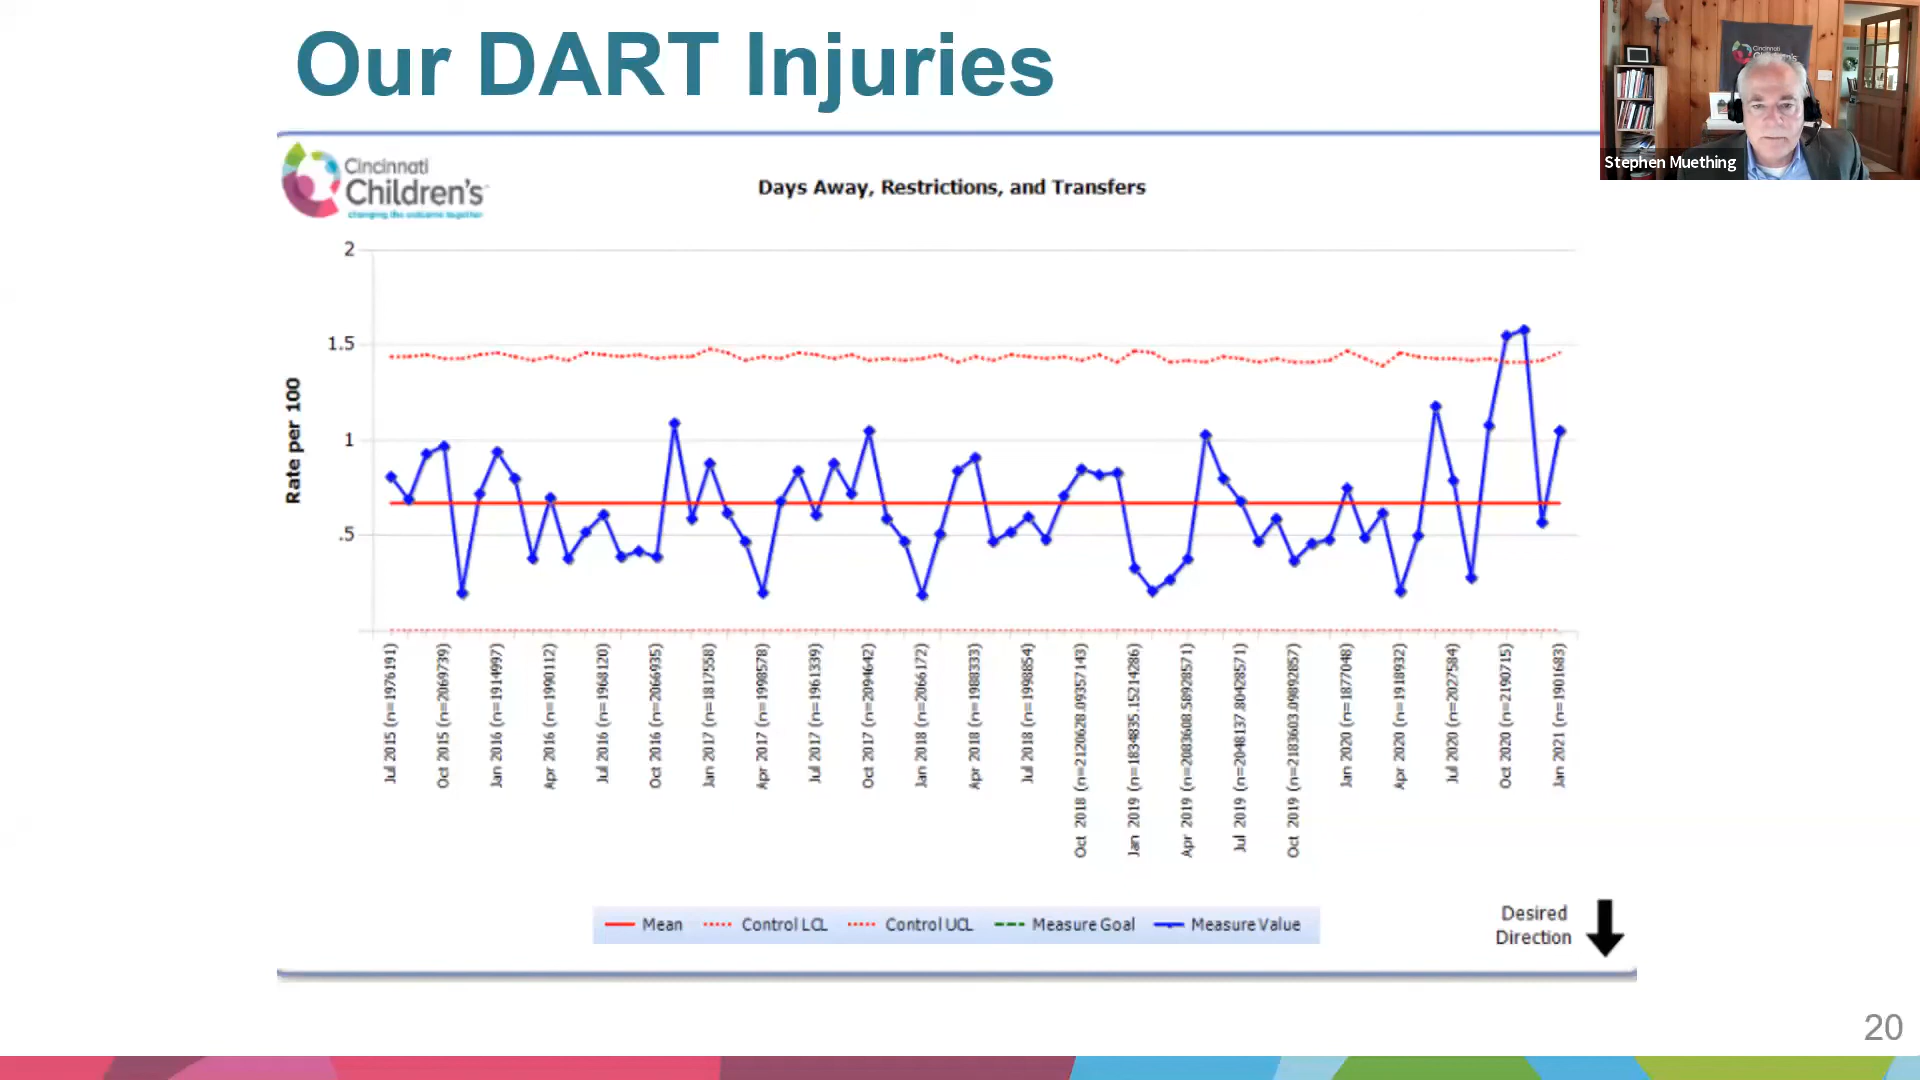 Our DART Injuries
Stephen Muething
Cincinnati
Children's
changing the outcome together
Days Away, Restrictions, and Transfers
Rate per 100
2
1.5
1
.5
Jul 2015 (n=1976191)
Oct 2015 (n=2069739)
Jan 2016 (n=1914997)
Apr 2016 (n=1990112)
Jul 2016 (n=1968120)
Oct 2016 (n=2066935)
Jan 2017 (n=1817558)
Apr 2017 (n=1998578)
Jul 2017 (n=1961339)
Oct 2017 (n=2094642)
Jan 2018 (n=2066172)
Apr 2018 (n=1988333)
Jul 2018 (n=1998854)
Oct 2018 (n=2120628.09357143)
Jan 2019 (n=1834835.15214286)
Apr 2019 (n=2083608.58928571)
Jul 2019 (n=2048137.80428571)
Oct 2019 (n=2183603.09892857)
Jan 2020 (n=1877048)
Apr 2020 (n=1918932)
Jul 2020 (n=2027584)
Oct 2020 (n=2190715)
Jan 2021 (n=1901683)
Mean Control LCL Control UCL Measure Goal Measure Value
Desired
Direction
20